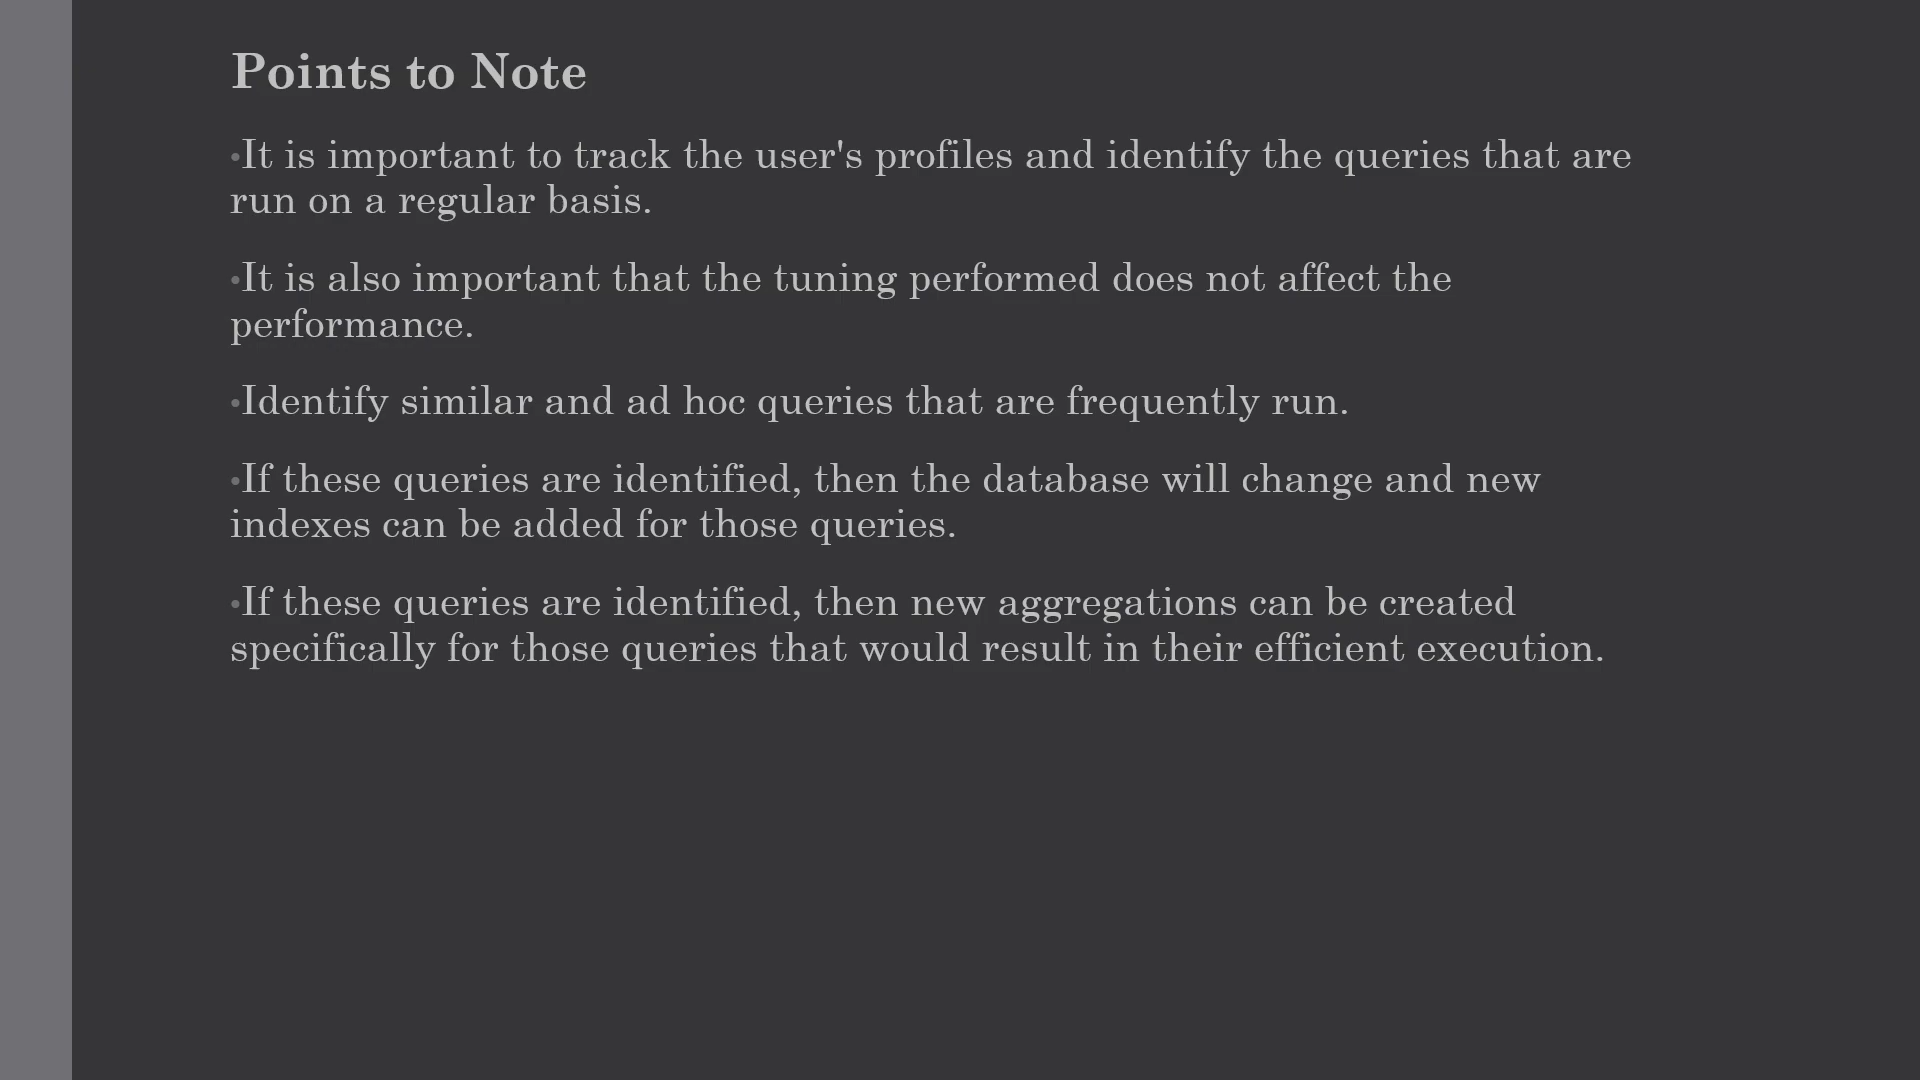 Points to Note
•It is important to track the user's profiles and identify the queries that are
run on a regular basis.
•It is also important that the tuning performed does not affect the
performance.
•Identify similar and ad hoc queries that are frequently run.
•If these queries are identified, then the database will change and new
indexes can be added for those queries.
•If these queries are identified, then new aggregations can be created
specifically for those queries that would result in their efficient execution.